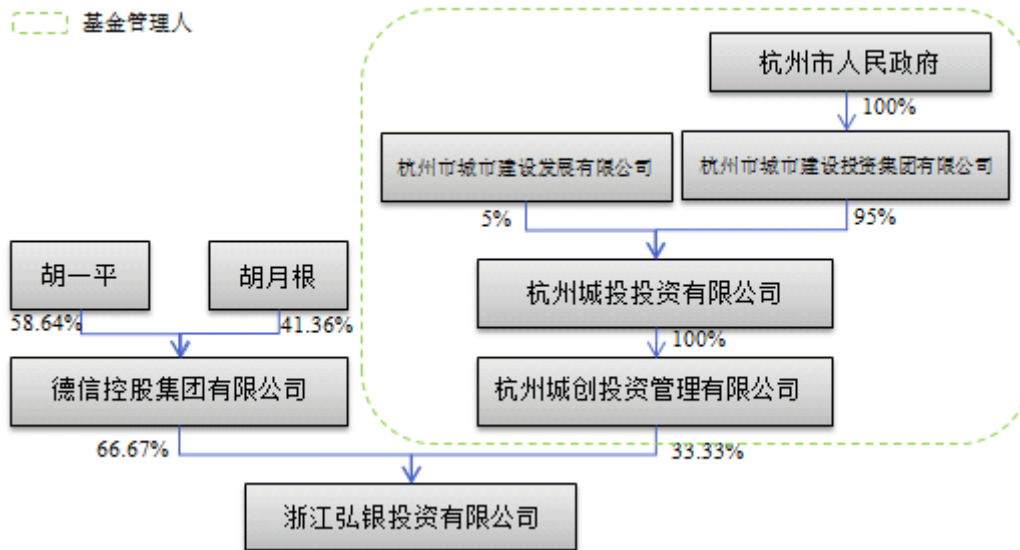 基金管理人
杭州市人民政府
100%
杭州市城市建设发展有限公司
杭州市城市建设投资集团有限公司
5%
95%
胡一平
胡月根
杭州城投投资有限公司
58.64%
41.36%
100%
德信控股集团有限公司
杭州城创投资管理有限公司
66.67%
33.33%
浙江弘银投资有限公司